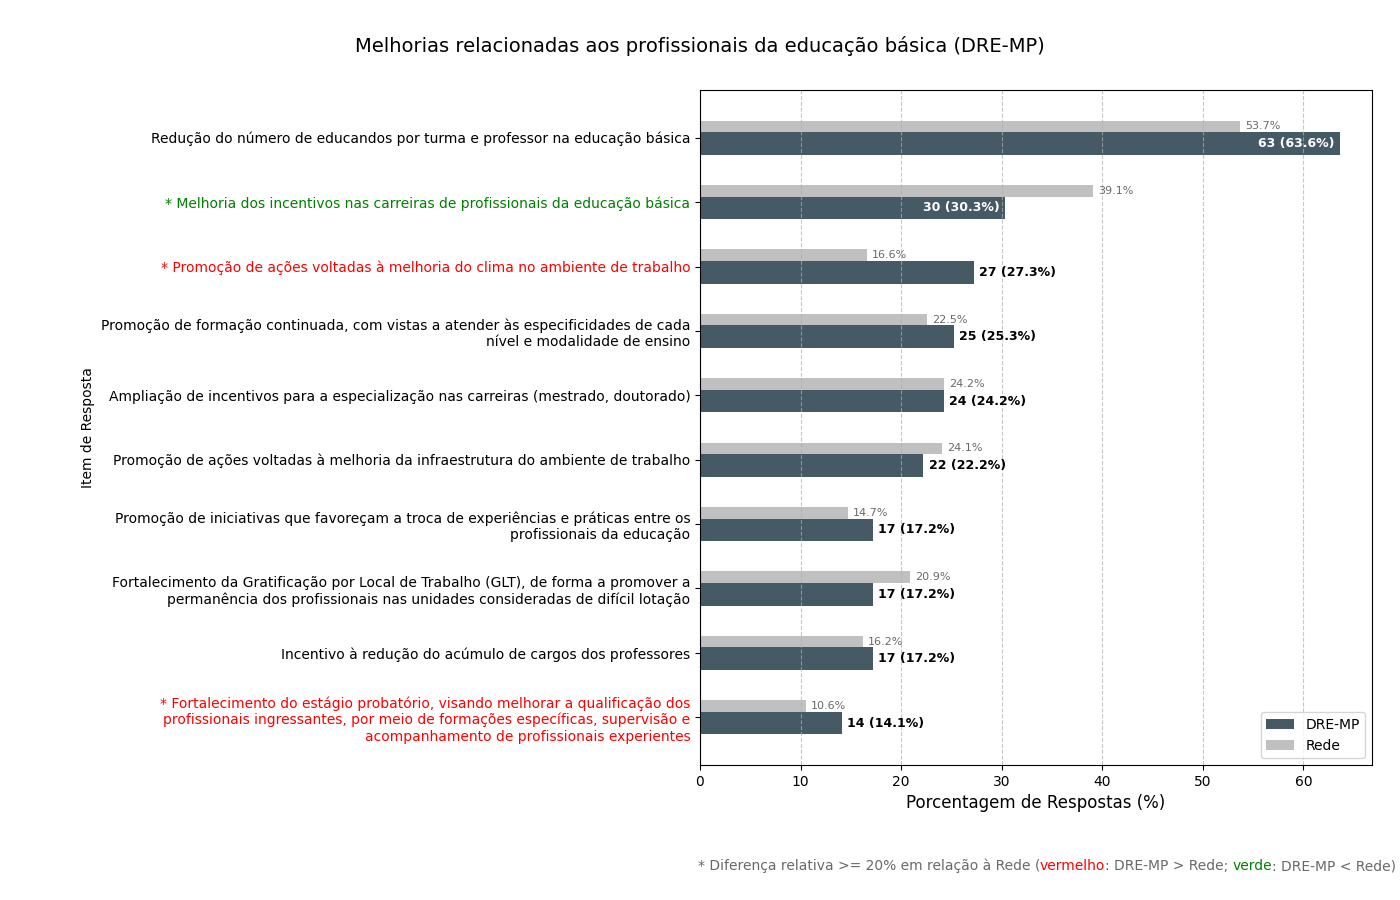 Melhorias relacionadas aos profissionais da educação básica (DRE-MP)
Item de Resposta
Redução do número de educandos por turma e professor na educação básica
53.7%
63 (63.6%)
* Melhoria dos incentivos nas carreiras de profissionais da educação básica
39.1%
30 (30.3%)
* Promoção de ações voltadas à melhoria do clima no ambiente de trabalho
16.6%
27 (27.3%)
Promoção de formação continuada, com vistas a atender às especificidades de cada
nível e modalidade de ensino
22.5%
25 (25.3%)
Ampliação de incentivos para a especialização nas carreiras (mestrado, doutorado)
24.2%
24 (24.2%)
Promoção de ações voltadas à melhoria da infraestrutura do ambiente de trabalho
24.1%
22 (22.2%)
Promoção de iniciativas que favoreçam a troca de experiências e práticas entre os
profissionais da educação
14.7%
17 (17.2%)
Fortalecimento da Gratificação por Local de Trabalho (GLT), de forma a promover a
permanência dos profissionais nas unidades consideradas de difícil lotação
20.9%
17 (17.2%)
Incentivo à redução do acúmulo de cargos dos professores
16.2%
17 (17.2%)
* Fortalecimento do estágio probatório, visando melhorar a qualificação dos
profissionais ingressantes, por meio de formações específicas, supervisão e
acompanhamento de profissionais experientes
10.6%
14 (14.1%)
DRE-MP
Rede
0 10 20 30 40 50 60
Porcentagem de Respostas (%)
* Diferença relativa >= 20% em relação à Rede (vermelho: DRE-MP > Rede; verde: DRE-MP < Rede)